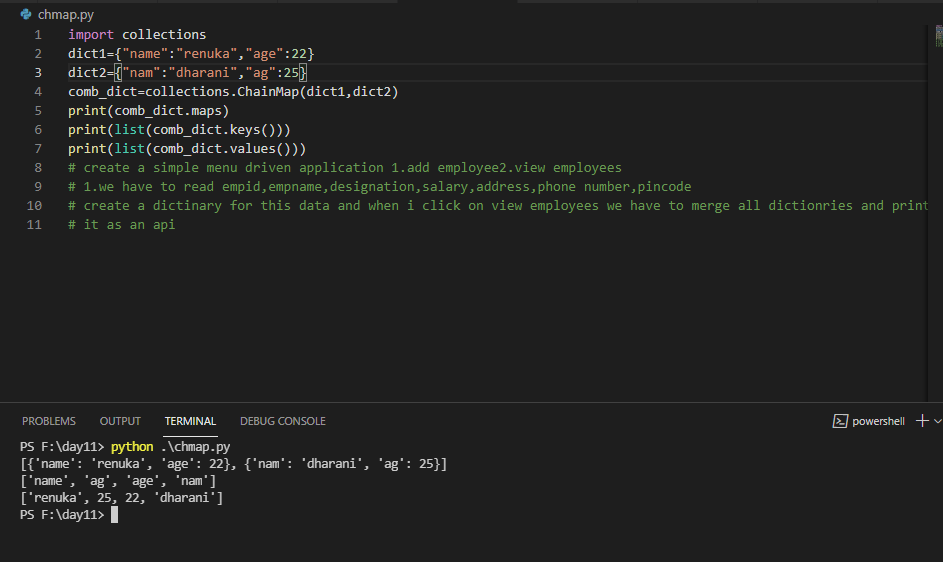 chmap.py
1 import collections
2 dict1={"name":"renuka","age":22}
3 dict2={"nam":"dharani","ag":25}
4 comb_dict=collections.ChainMap(dict1,dict2)
5 print(comb_dict.maps)
6 print(list(comb_dict.keys()))
7 print(list(comb_dict.values()))
8 # create a simple menu driven application 1.add employee2.view employees
9 # 1.we have to read empid,empname,designation,salary,address,phone number,pincode
10 # create a dictinary for this data and when i click on view employees we have to merge all dictionries and print
11 # it as an api
PROBLEMS OUTPUT TERMINAL DEBUG CONSOLE powershell
PS F:\day11> python .\chmap.py
[{'name': 'renuka', 'age': 22}, {'nam': 'dharani', 'ag': 25}]
['name', 'ag', 'age', 'nam']
['renuka', 25, 22, 'dharani']
PS F:\day11>